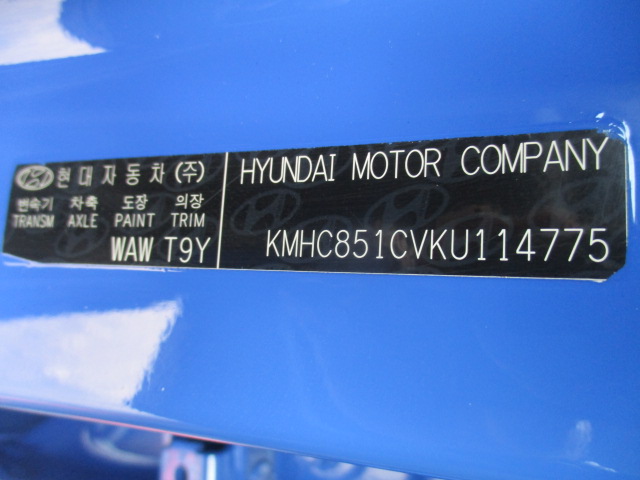 현대자동차(주)
변속기 차축 도장 의장
TRANSM AXLE PAINT TRIM
WAW T9Y
HYUNDAI MOTOR COMPANY
KMHC851CVKU114775